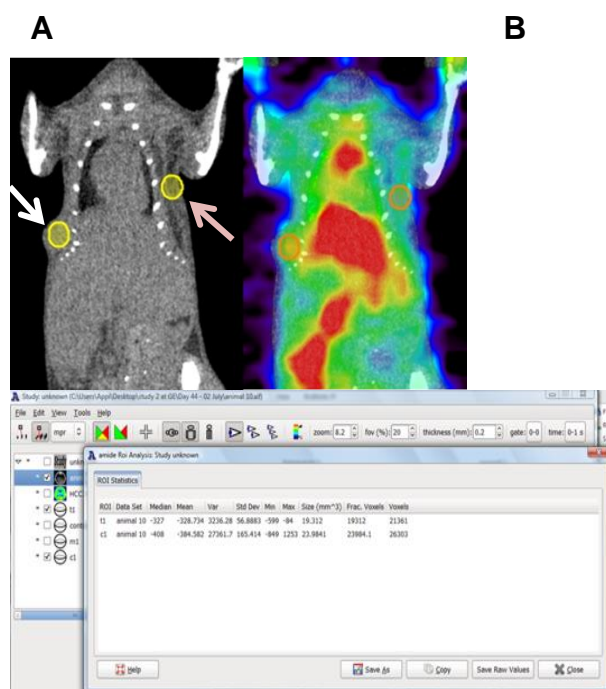 A B
Study: unknown (C:\Users\Appl\Desktop\study 2 at GE\Day 44 - 02 July\animal 10.aif)
File Edit View Tools Help
mpr zoom: 8.2 fov (%): 20 thickness (mm): 0.2 gate: 0-0 time: 0-1 s
amide Roi Analysis: Study unknown
ROI Statistics
ROI Data Set Median Mean Var Std Dev Min Max Size (mm^3) Frac. Voxels Voxels
t1 animal 10 -327 -328.734 3236.28 56.8883 -599 -84 19.312 19312 21361
c1 animal 10 -408 -384.582 27361.7 165.414 -849 1253 23.9841 23984.1 26303
t1
m1
c1
Help Save As Copy Save Raw Values Close